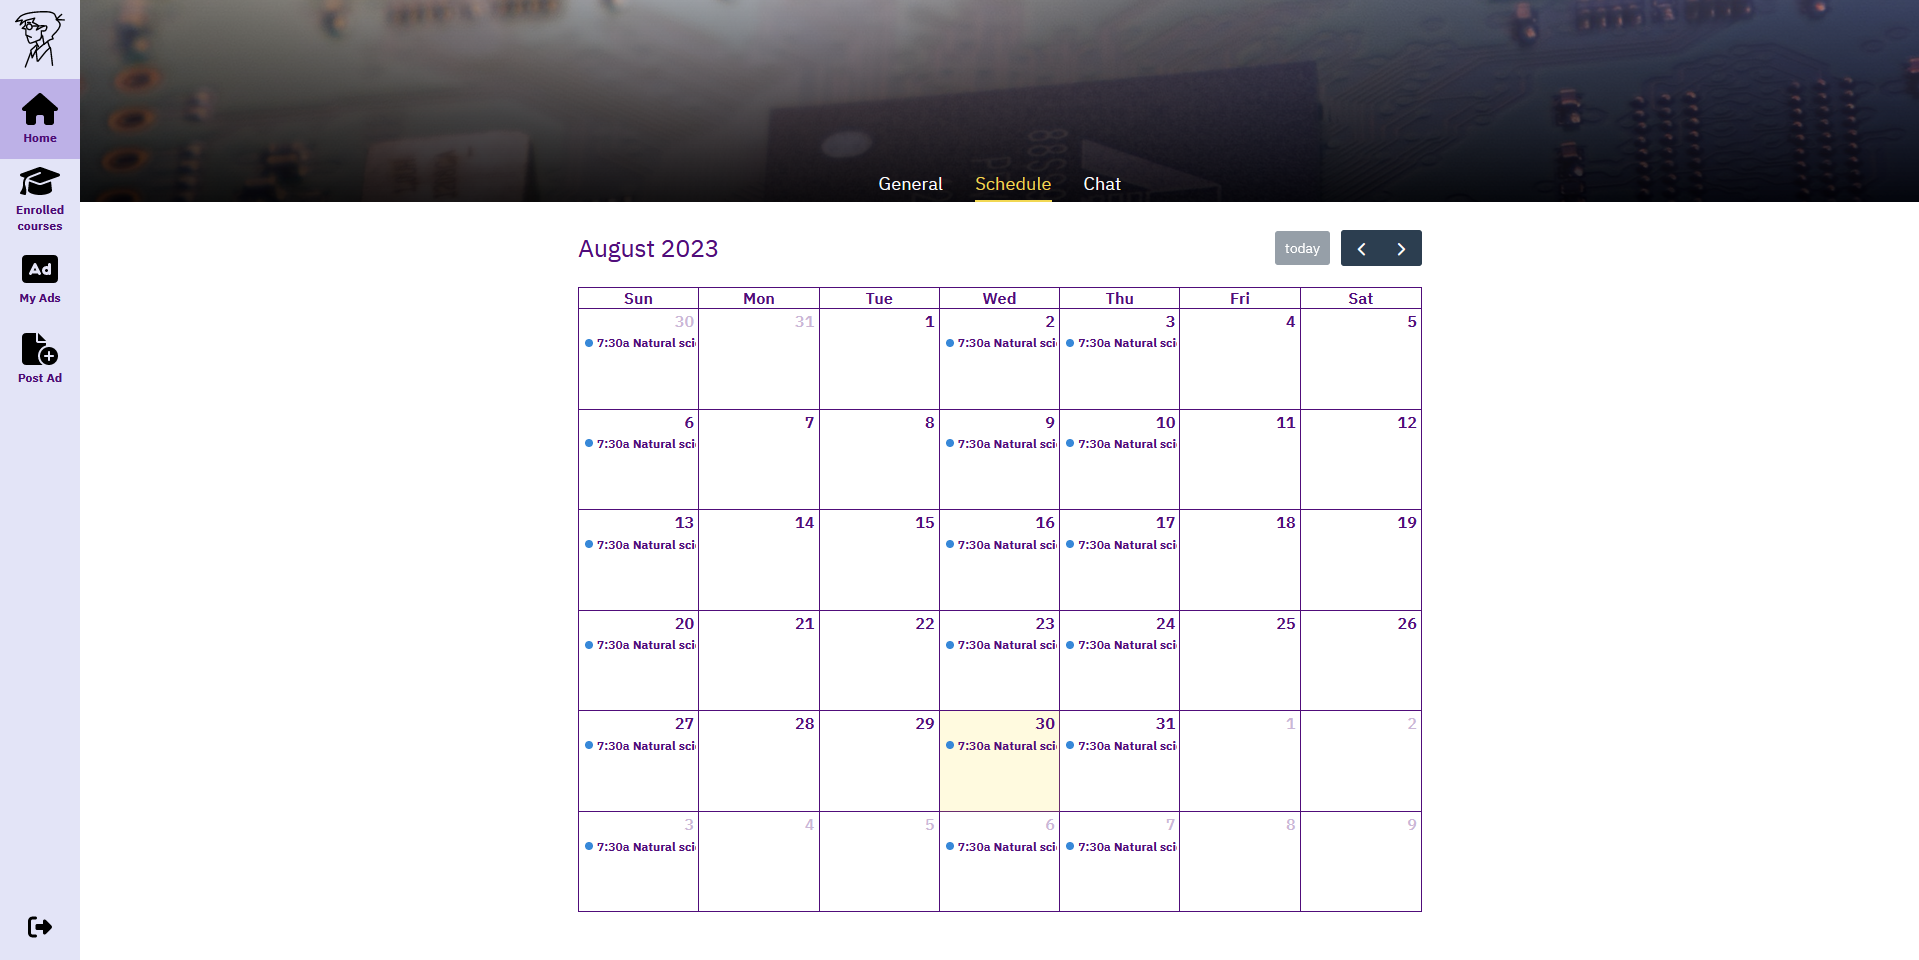 Home
Enrolled
courses
Ad
My Ads
Post Ad
General Schedule Chat
August 2023
today
Sun Mon Tue Wed Thu Fri Sat
30 31 1 2 3 4 5
7:30a Natural sci 7:30a Natural sci 7:30a Natural sci
6 7 8 9 10 11 12
7:30a Natural sci 7:30a Natural sci 7:30a Natural sci
13 14 15 16 17 18 19
7:30a Natural sci 7:30a Natural sci 7:30a Natural sci
20 21 22 23 24 25 26
7:30a Natural sci 7:30a Natural sci 7:30a Natural sci
27 28 29 30 31 1 2
7:30a Natural sci 7:30a Natural sci 7:30a Natural sci
3 4 5 6 7 8 9
7:30a Natural sci 7:30a Natural sci 7:30a Natural sci